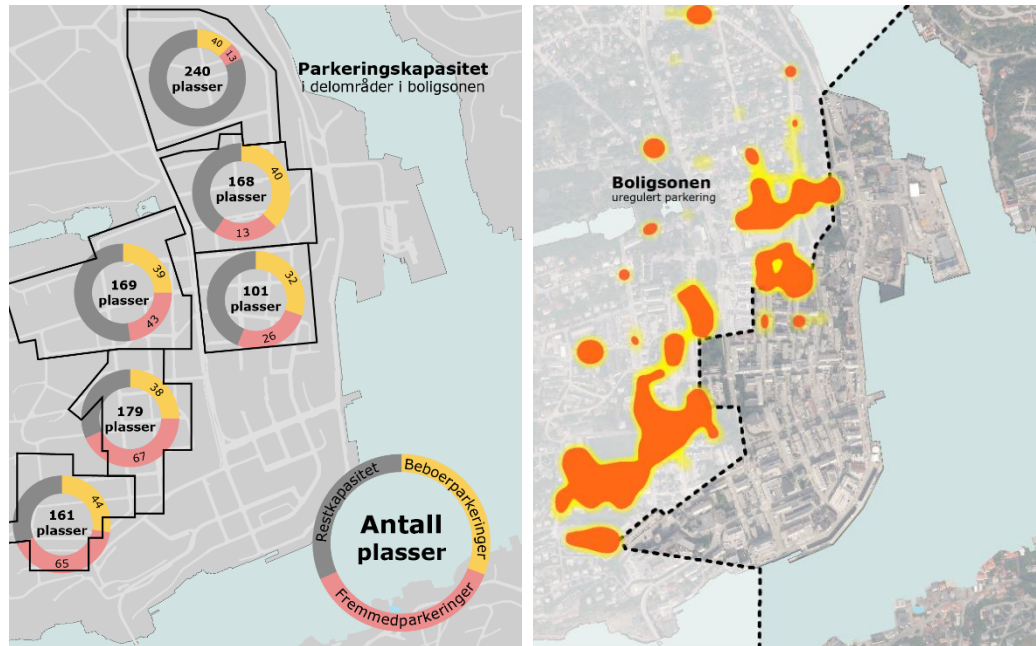 Parkeringskapasitet
i delområder i boligsonen
40
13
240
plasser
40
168
plasser
13
39
169
plasser
43
32
101
plasser
26
38
179
plasser
67
44
161
plasser
65
Restkapasitet
Beboerparkeringer
Antall
plasser
Fremmedparkeringer
Boligsonen
uregulert parkering